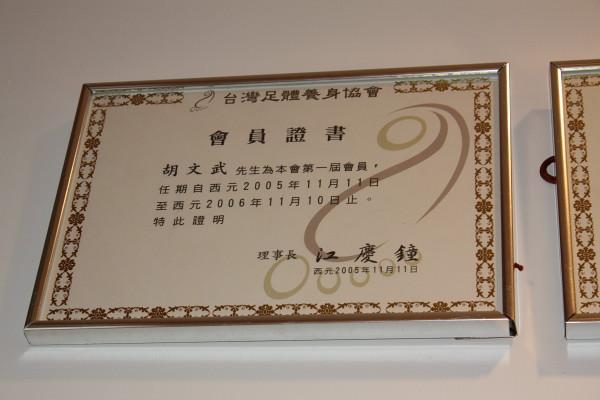 台灣足體養身協會
會員證書
胡文武 先生為本會第一屆會員，
任期自西元2005年11月11日
至西元2006年11月10日止。
特此證明
理事長 江慶鐘
西元2005年11月11日